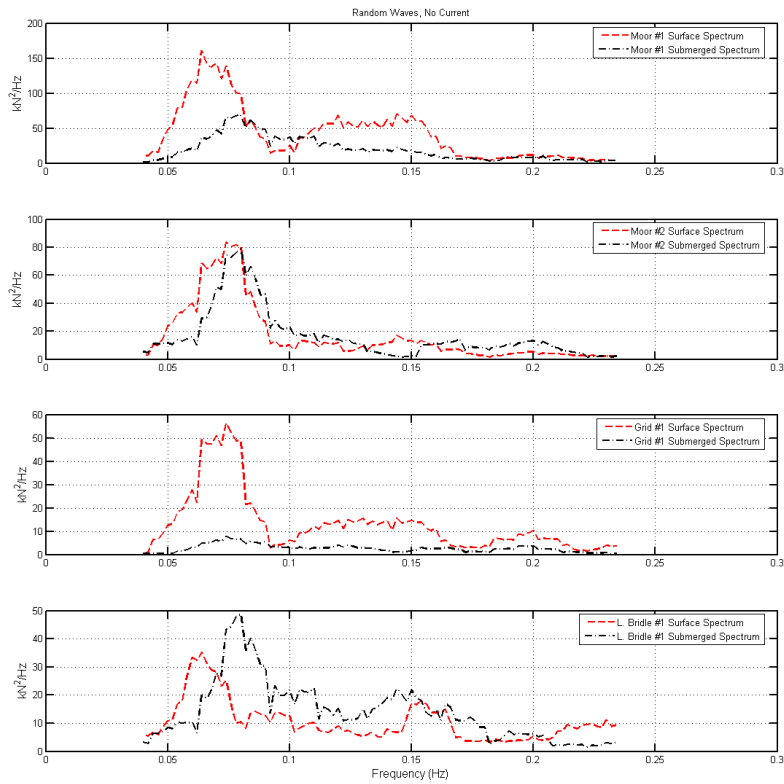 Random Waves, No Current
200
150
100
50
0
kN²/Hz
Moor #1 Surface Spectrum
Moor #1 Submerged Spectrum
0 0.05 0.1 0.15 0.2 0.25 0.3
100
80
60
40
20
0
kN²/Hz
Moor #2 Surface Spectrum
Moor #2 Submerged Spectrum
0 0.05 0.1 0.15 0.2 0.25 0.3
60
50
40
30
20
10
0
kN²/Hz
Grid #1 Surface Spectrum
Grid #1 Submerged Spectrum
0 0.05 0.1 0.15 0.2 0.25 0.3
50
40
30
20
10
0
kN²/Hz
L. Bridle #1 Surface Spectrum
L. Bridle #1 Submerged Spectrum
0 0.05 0.1 0.15 0.2 0.25 0.3
Frequency (Hz)